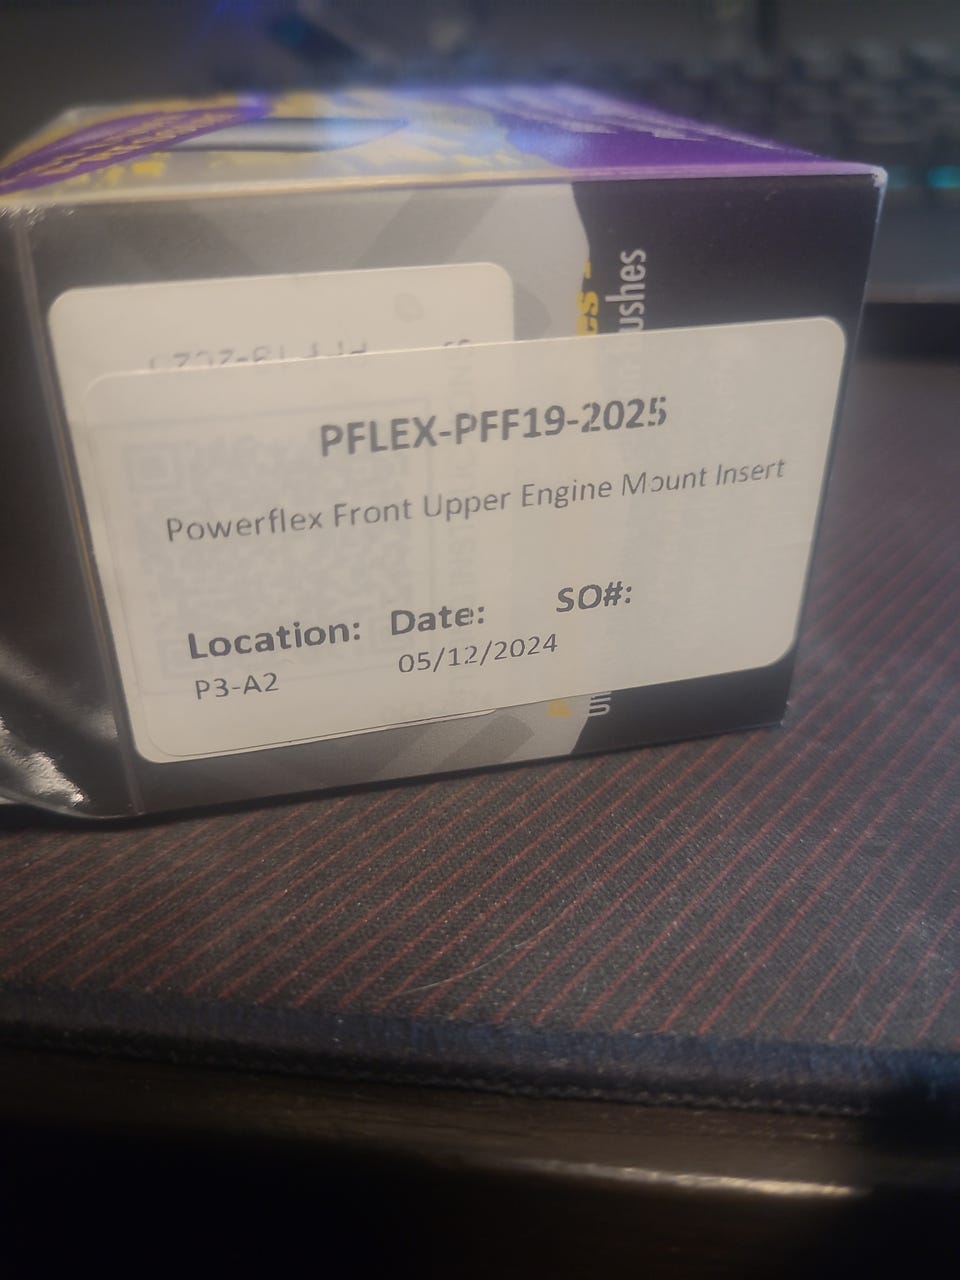 PFLEX-PFF19-2025
Powerflex Front Upper Engine Mount Insert
Location: Date: SO#:
P3-A2 05/12/2024